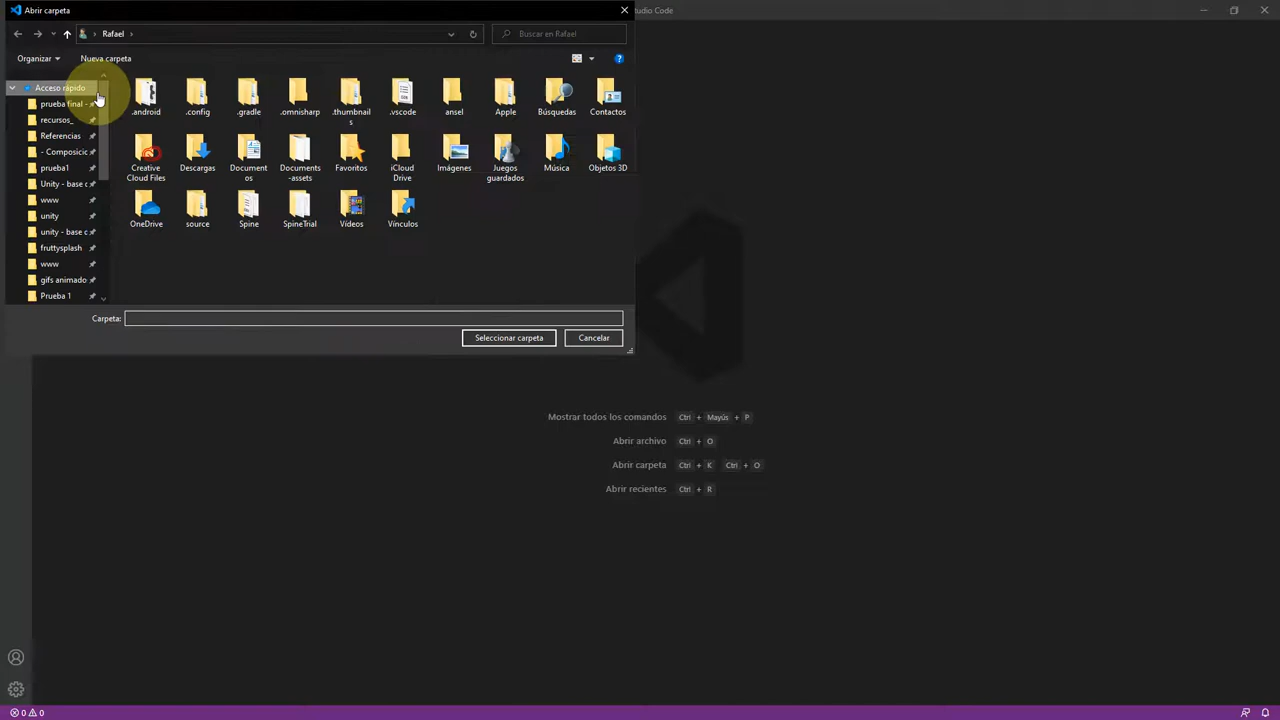 Abrir carpeta
tudio Code
Rafael
Buscar en Rafael
Organizar
Nueva carpeta
Acceso rápido
prueba final -
recursos_
Referencias
- Composicic
prueba1
Unity - base c
www
unity
unity - base c
fruttysplash
www
gifs animado
Prueba 1
.android
.config
.gradle
.omnisharp
.thumbnail
s
.vscode
ansel
Apple
Búsquedas
Contactos
Creative
Cloud Files
Descargas
Document
os
Documents
-assets
Favoritos
iCloud
Drive
Imágenes
Juegos
guardados
Música
Objetos 3D
OneDrive
source
Spine
SpineTrial
Vídeos
Vínculos
Carpeta:
Seleccionar carpeta
Cancelar
Mostrar todos los comandos Ctrl + Mayús + P
Abrir archivo Ctrl + O
Abrir carpeta Ctrl + K Ctrl + O
Abrir recientes Ctrl + R
0 0